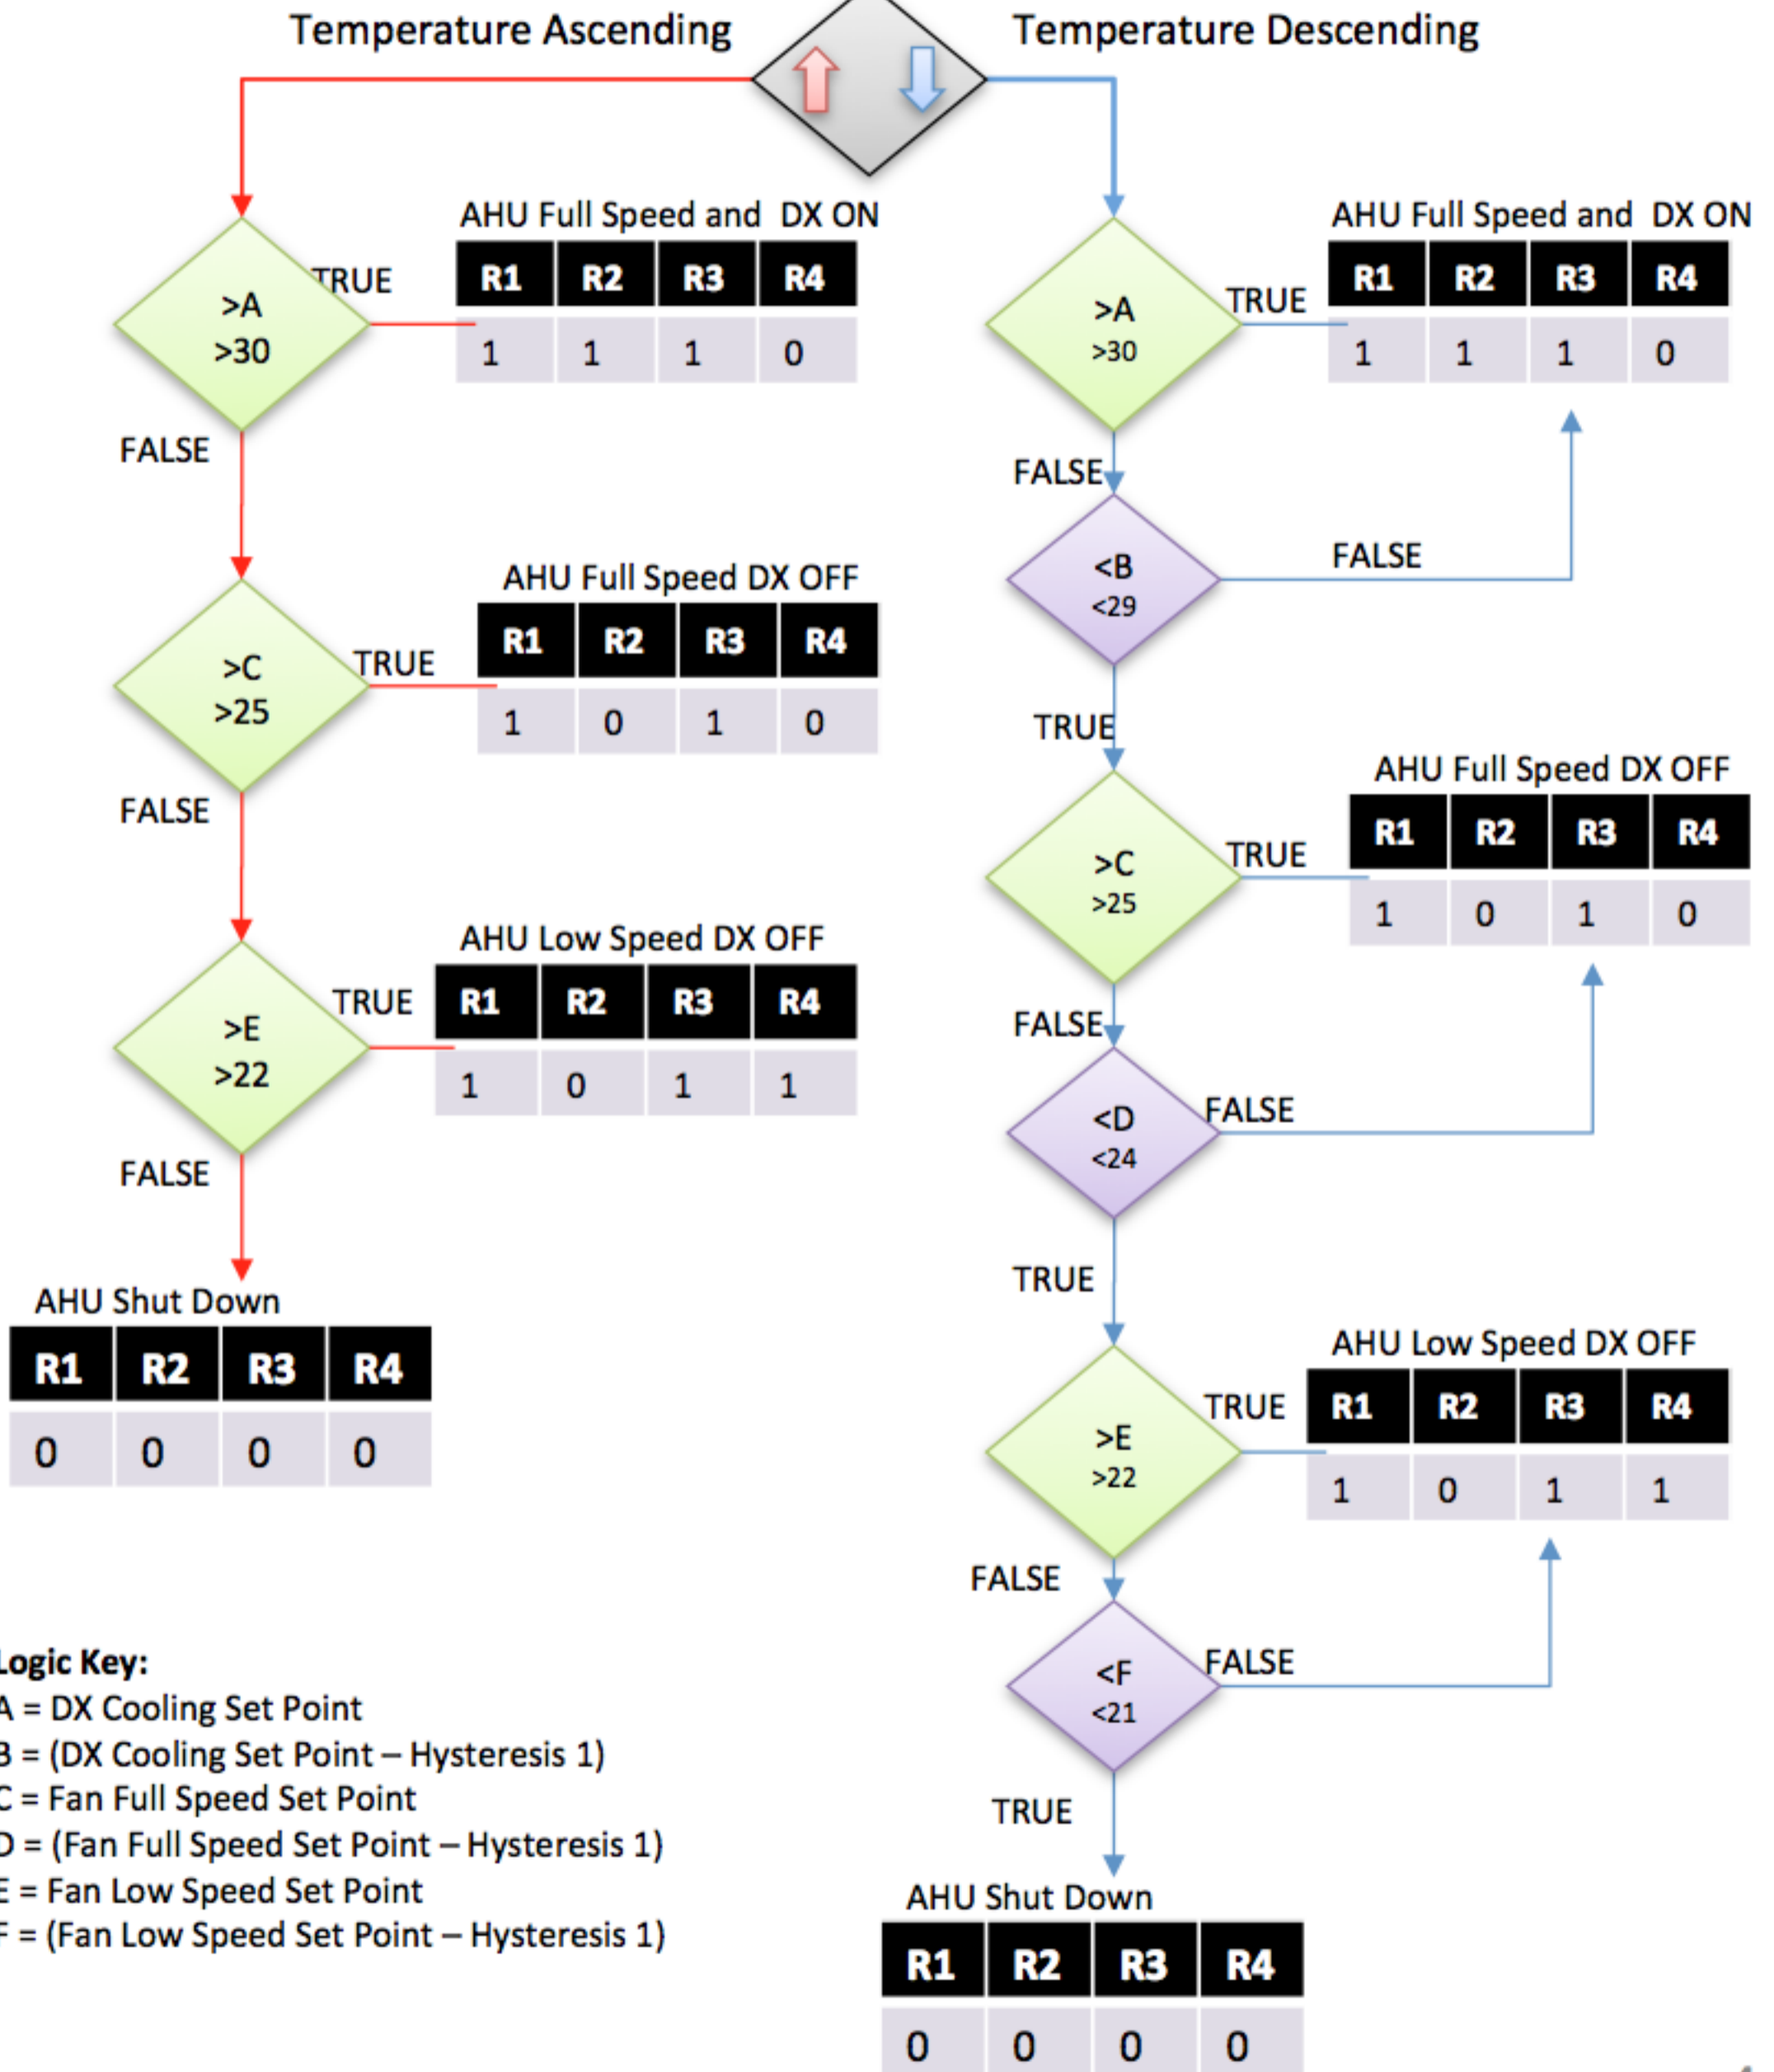 Temperature Ascending
Temperature Descending
AHU Full Speed and DX ON
R1 R2 R3 R4
1 1 1 0
>A
>30
TRUE
FALSE
AHU Full Speed DX OFF
R1 R2 R3 R4
1 0 1 0
>C
>25
TRUE
FALSE
AHU Low Speed DX OFF
R1 R2 R3 R4
1 0 1 1
>E
>22
TRUE
FALSE
AHU Shut Down
R1 R2 R3 R4
0 0 0 0
AHU Full Speed and DX ON
R1 R2 R3 R4
1 1 1 0
>A
>30
TRUE
FALSE
<B
<29
FALSE
TRUE
AHU Full Speed DX OFF
R1 R2 R3 R4
1 0 1 0
>C
>25
TRUE
FALSE
<D
<24
FALSE
TRUE
AHU Low Speed DX OFF
R1 R2 R3 R4
1 0 1 1
>E
>22
TRUE
FALSE
<F
<21
FALSE
TRUE
AHU Shut Down
R1 R2 R3 R4
0 0 0 0
Logic Key:
A = DX Cooling Set Point
B = (DX Cooling Set Point – Hysteresis 1)
C = Fan Full Speed Set Point
D = (Fan Full Speed Set Point – Hysteresis 1)
E = Fan Low Speed Set Point
F = (Fan Low Speed Set Point – Hysteresis 1)